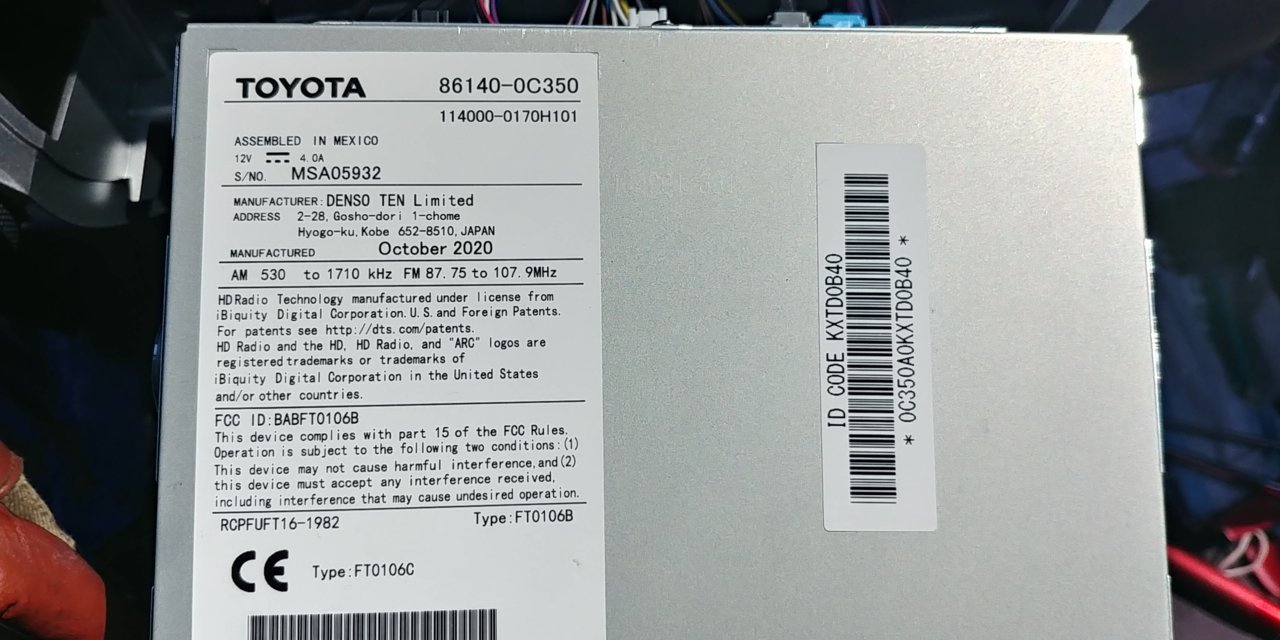 TOYOTA 86140-0C350
114000-0170H101
ASSEMBLED IN MEXICO
12V 4.0A
S/NO. MSA05932
MANUFACTURER: DENSO TEN Limited
ADDRESS 2-28, Gosho-dori 1-chome
Hyogo-ku, Kobe 652-8510, JAPAN
MANUFACTURED October 2020
AM 530 to 1710 kHz FM 87.75 to 107.9MHz
HD Radio Technology manufactured under license from
iBiquity Digital Corporation. U.S. and Foreign Patents.
For patents see http://dts.com/patents.
HD Radio and the HD, HD Radio, and "ARC" logos are
registered trademarks or trademarks of
iBiquity Digital Corporation in the United States
and/or other countries.
FCC ID:BABFT0106B
This device complies with part 15 of the FCC Rules.
Operation is subject to the following two conditions:(1)
This device may not cause harmful interference, and (2)
this device must accept any interference received,
including interference that may cause undesired operation.
RCPFUFT16-1982 Type:FT0106B
CE Type:FT0106C
ID CODE KXTD0B40
* 0C350A0KXTD0B40 *